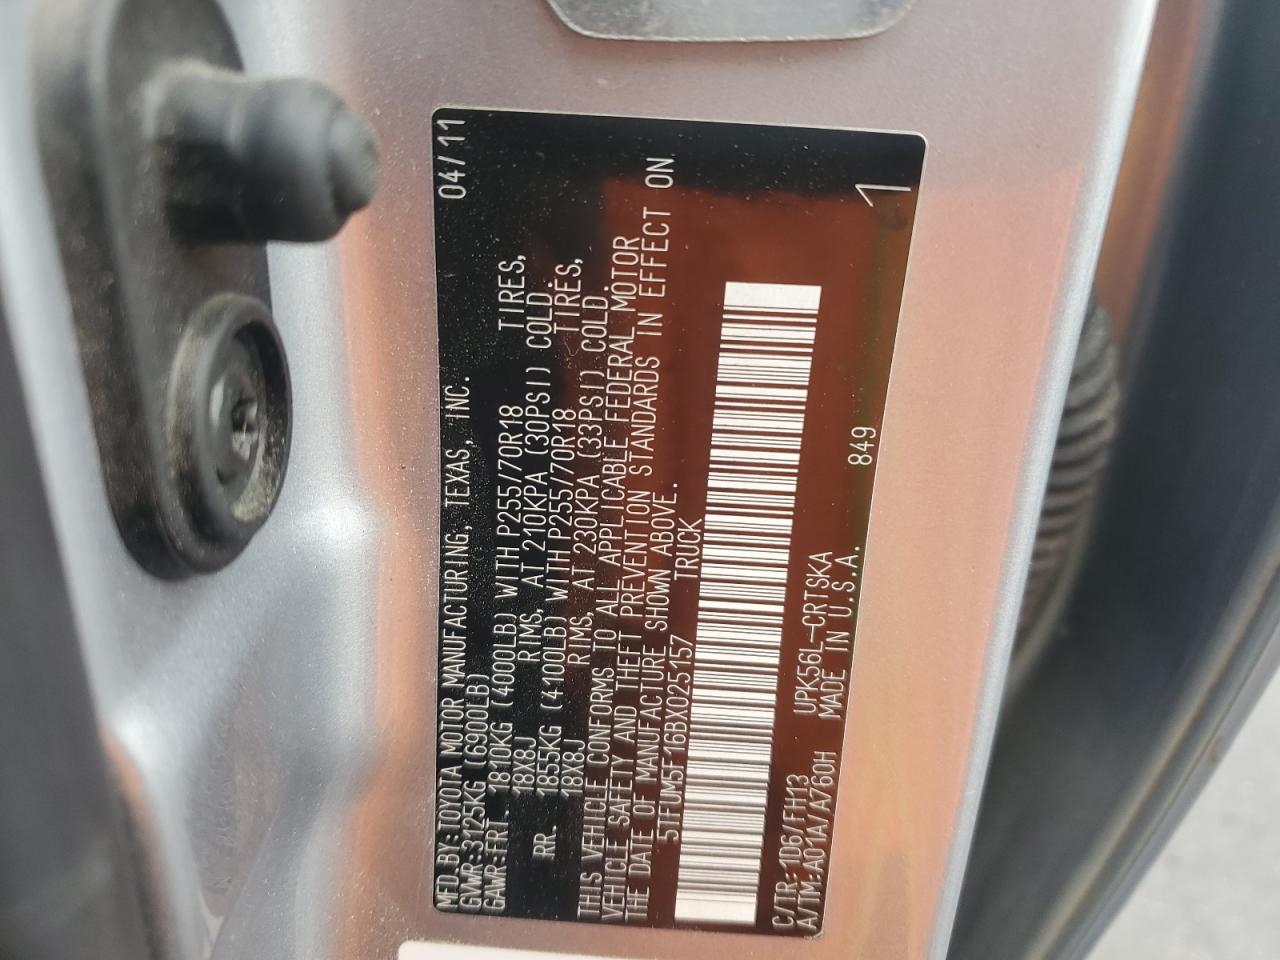 MFD.BY:TOYOTA MOTOR MANUFACTURING, TEXAS, INC. 04/11
GVWR:3125KG (6900LB)
GAWR:FRT 1810KG (4000LB) WITH P255/70R18 TIRES,
18X8J RIMS, AT 210KPA (30PSI) COLD.
RR. 1855KG (4100LB) WITH P255/70R18 TIRES,
18X8J RIMS, AT 230KPA (33PSI) COLD.
THIS VEHICLE CONFORMS TO ALL APPLICABLE FEDERAL MOTOR
VEHICLE SAFETY AND THEFT PREVENTION STANDARDS IN EFFECT ON
THE DATE OF MANUFACTURE SHOWN ABOVE.
5TFUM5F16BX025157 TRUCK
C/TR:1D6/FH13 UPK56L-CRTSKA 849 1
A/TM:A01A/A760H MADE IN U.S.A.